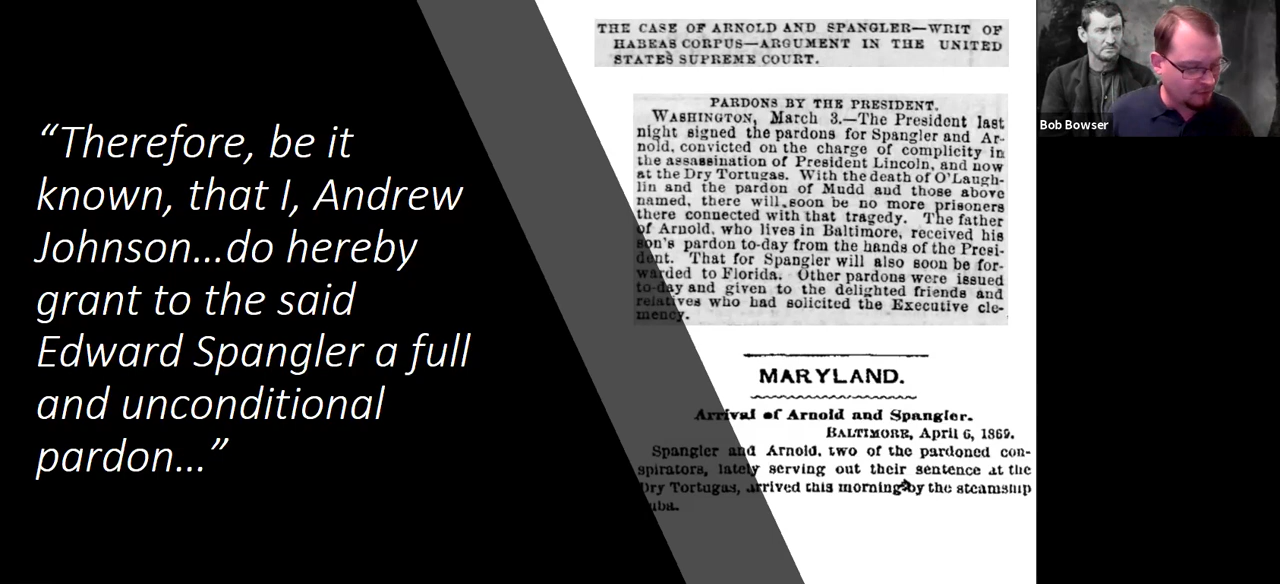 “Therefore, be it
known, that I, Andrew
Johnson…do hereby
grant to the said
Edward Spangler a full
and unconditional
pardon…”
THE CASE OF ARNOLD AND SPANGLER—WRIT OF
HABEAS CORPUS—ARGUMENT IN THE UNITED
STATES SUPREME COURT.
PARDONS BY THE PRESIDENT.
WASHINGTON, March 3.—The President last
night signed the pardons for Spangler and Ar-
nold, convicted on the charge of complicity in
the assassination of President Lincoln, and now
at the Dry Tortugas. With the death of O'Laugh-
lin and the pardon of Mudd and those above
named, there will soon be no more prisoners
there connected with that tragedy. The father
of Arnold, who lives in Baltimore, received his
son's pardon to-day from the hands of the Presi-
dent. That for Spangler will also soon be for-
warded to Florida. Other pardons were issued
to-day and given to the delighted friends and
relatives who had solicited the Executive cle-
mency.
MARYLAND.
Arrival of Arnold and Spangler.
BALTIMORE, April 6, 1869.
Spangler and Arnold, two of the pardoned con-
spirators, lately serving out their sentence at the
Dry Tortugas, arrived this morning by the steamship
Cuba.
Bob Bowser